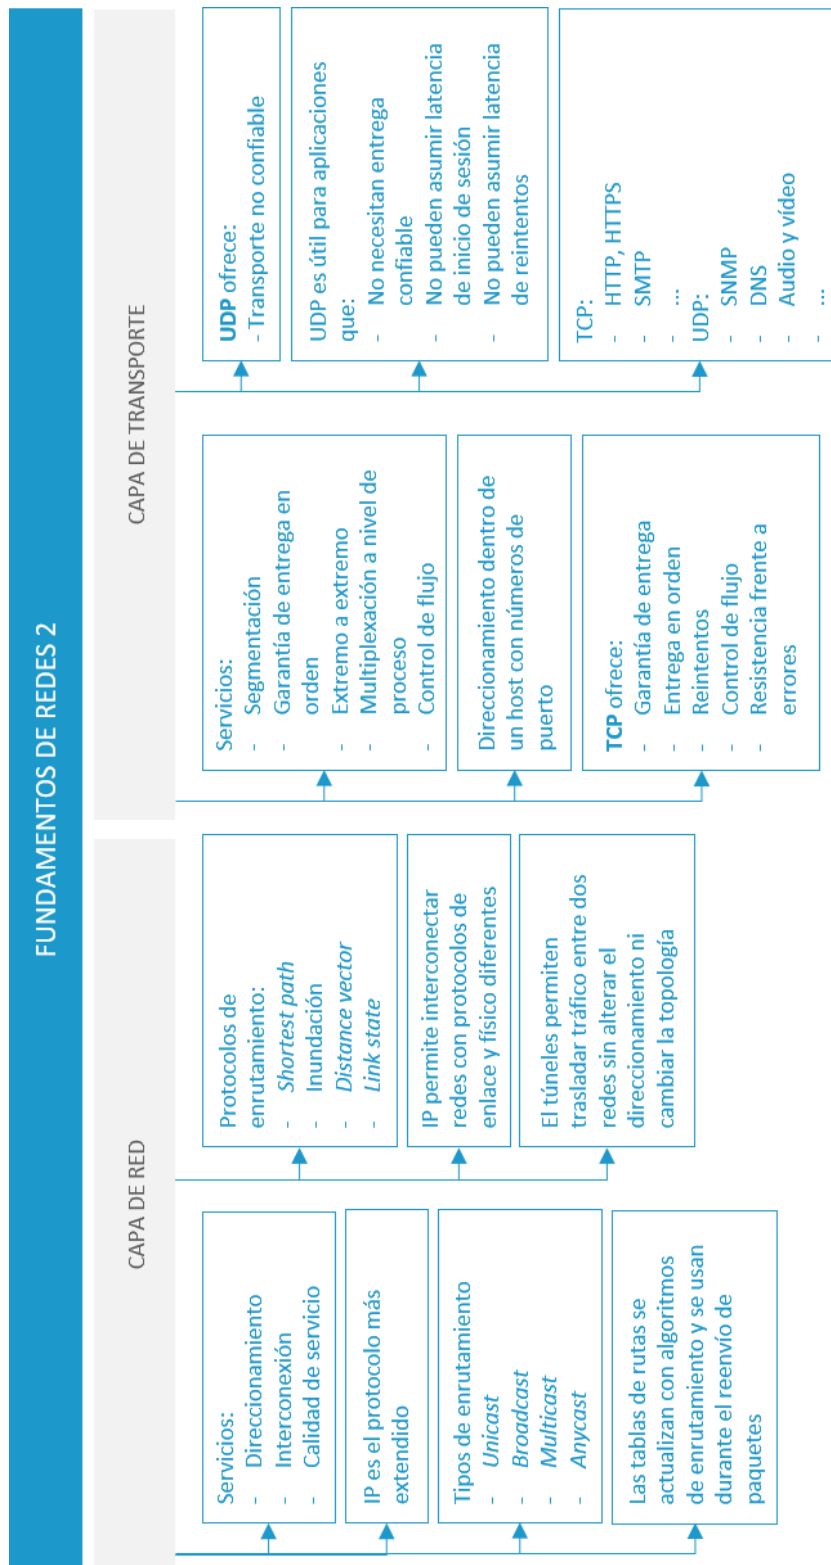 FUNDAMENTOS DE REDES 2
CAPA DE RED
Servicios:
- Direccionamiento
- Interconexión
- Calidad de servicio
IP es el protocolo más
extendido
Tipos de enrutamiento
- Unicast
- Broadcast
- Multicast
- Anycast
Las tablas de rutas se
actualizan con algoritmos
de enrutamiento y se usan
durante el reenvío de
paquetes
Protocolos de
enrutamiento:
- Shortest path
- Inundación
- Distance vector
- Link state
IP permite interconectar
redes con protocolos de
enlace y físico diferentes
El túneles permiten
trasladar tráfico entre dos
redes sin alterar el
direccionamiento ni
cambiar la topología
CAPA DE TRANSPORTE
Servicios:
- Segmentación
- Garantía de entrega en
orden
- Extremo a extremo
- Multiplexación a nivel de
proceso
- Control de flujo
Direccionamiento dentro de
un host con números de
puerto
TCP ofrece:
- Garantía de entrega
- Entrega en orden
- Reintentos
- Control de flujo
- Resistencia frente a
errores
UDP ofrece:
- Transporte no confiable
UDP es útil para aplicaciones
que:
- No necesitan entrega
confiable
- No pueden asumir latencia
de inicio de sesión
- No pueden asumir latencia
de reintentos
TCP:
- HTTP, HTTPS
- SMTP
- ...
UDP:
- SNMP
- DNS
- Audio y vídeo
- ...